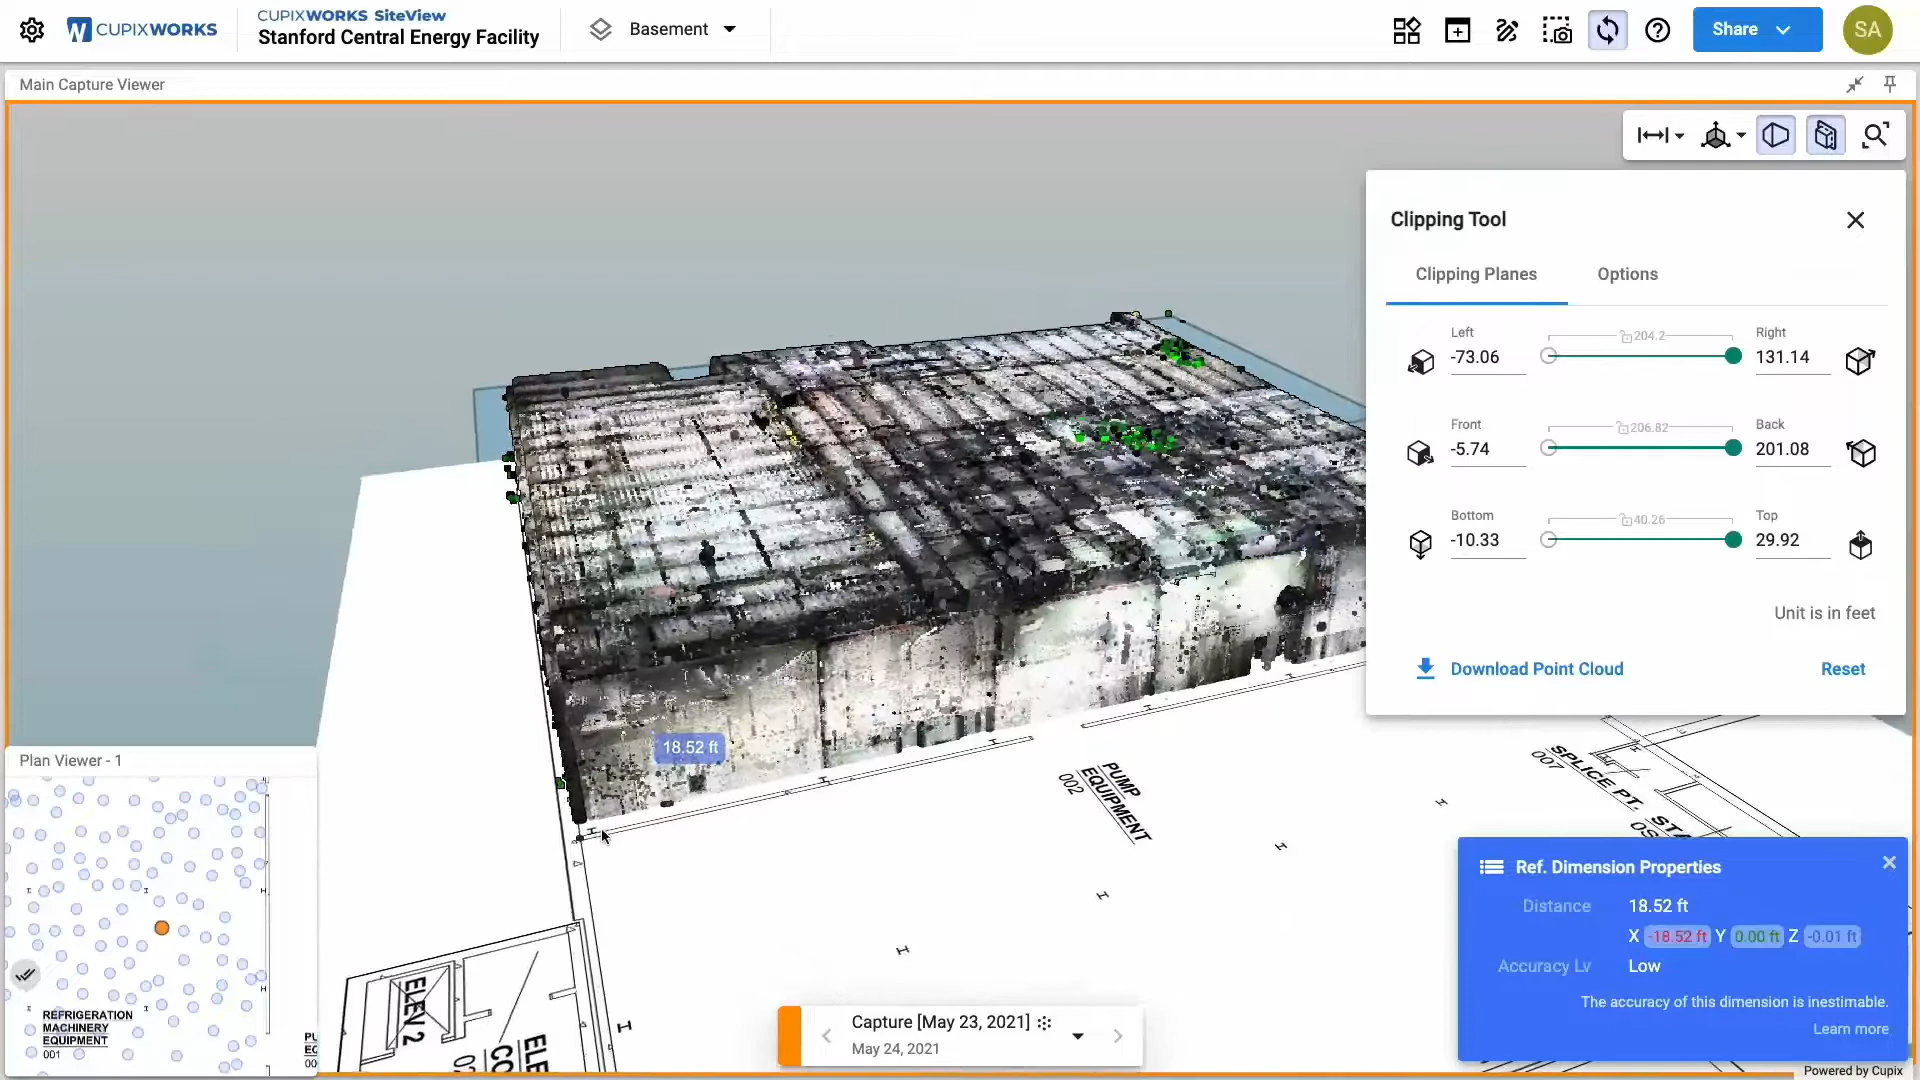 W CUPIXWORKS
CUPIXWORKS SiteView
Stanford Central Energy Facility
Basement
Share
SA
Main Capture Viewer
Clipping Tool
Clipping Planes
Options
Left
204.2
Right
-73.06
131.14
Front
206.82
Back
-5.74
201.08
Bottom
40.26
Top
-10.33
29.92
Unit is in feet
Download Point Cloud
Reset
18.52 ft
PUMP
EQUIPMENT
002
SPLICE PT.
007
Plan Viewer - 1
REFRIGERATION
MACHINERY
EQUIPMENT
001
ELEV 2
Capture [May 23, 2021]
May 24, 2021
Ref. Dimension Properties
Distance
18.52 ft
X -18.52 ft Y 0.00 ft Z -0.01 ft
Accuracy Lv
Low
The accuracy of this dimension is inestimable.
Learn more
Powered by Cupix